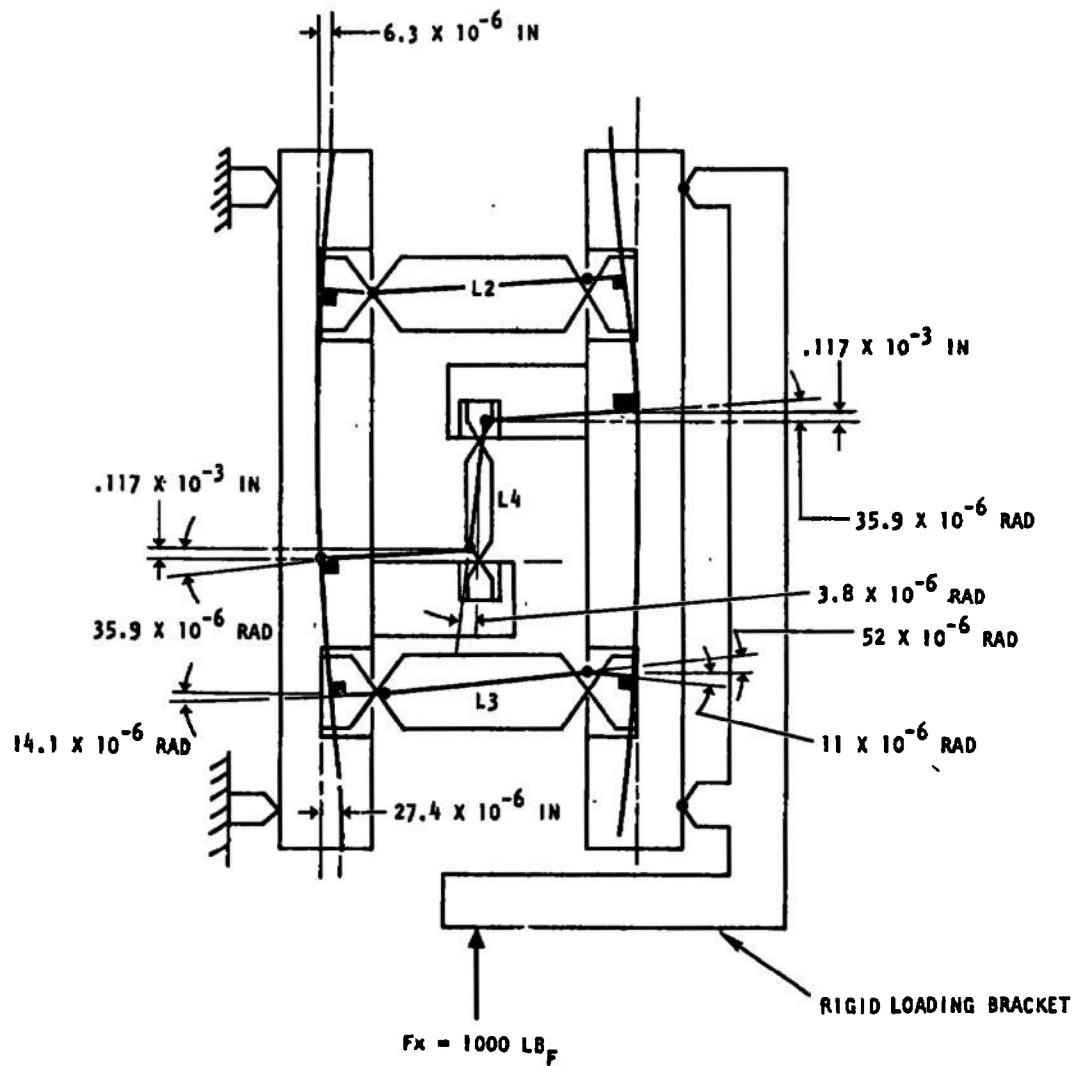 6.3 X 10⁻⁶ IN
L2
.117 X 10⁻³ IN
.117 X 10⁻³ IN
L4
35.9 X 10⁻⁶ RAD
3.8 X 10⁻⁶ RAD
35.9 X 10⁻⁶ RAD
52 X 10⁻⁶ RAD
L3
14.1 X 10⁻⁶ RAD
11 X 10⁻⁶ RAD
27.4 X 10⁻⁶ IN
RIGID LOADING BRACKET
Fx = 1000 LB_F